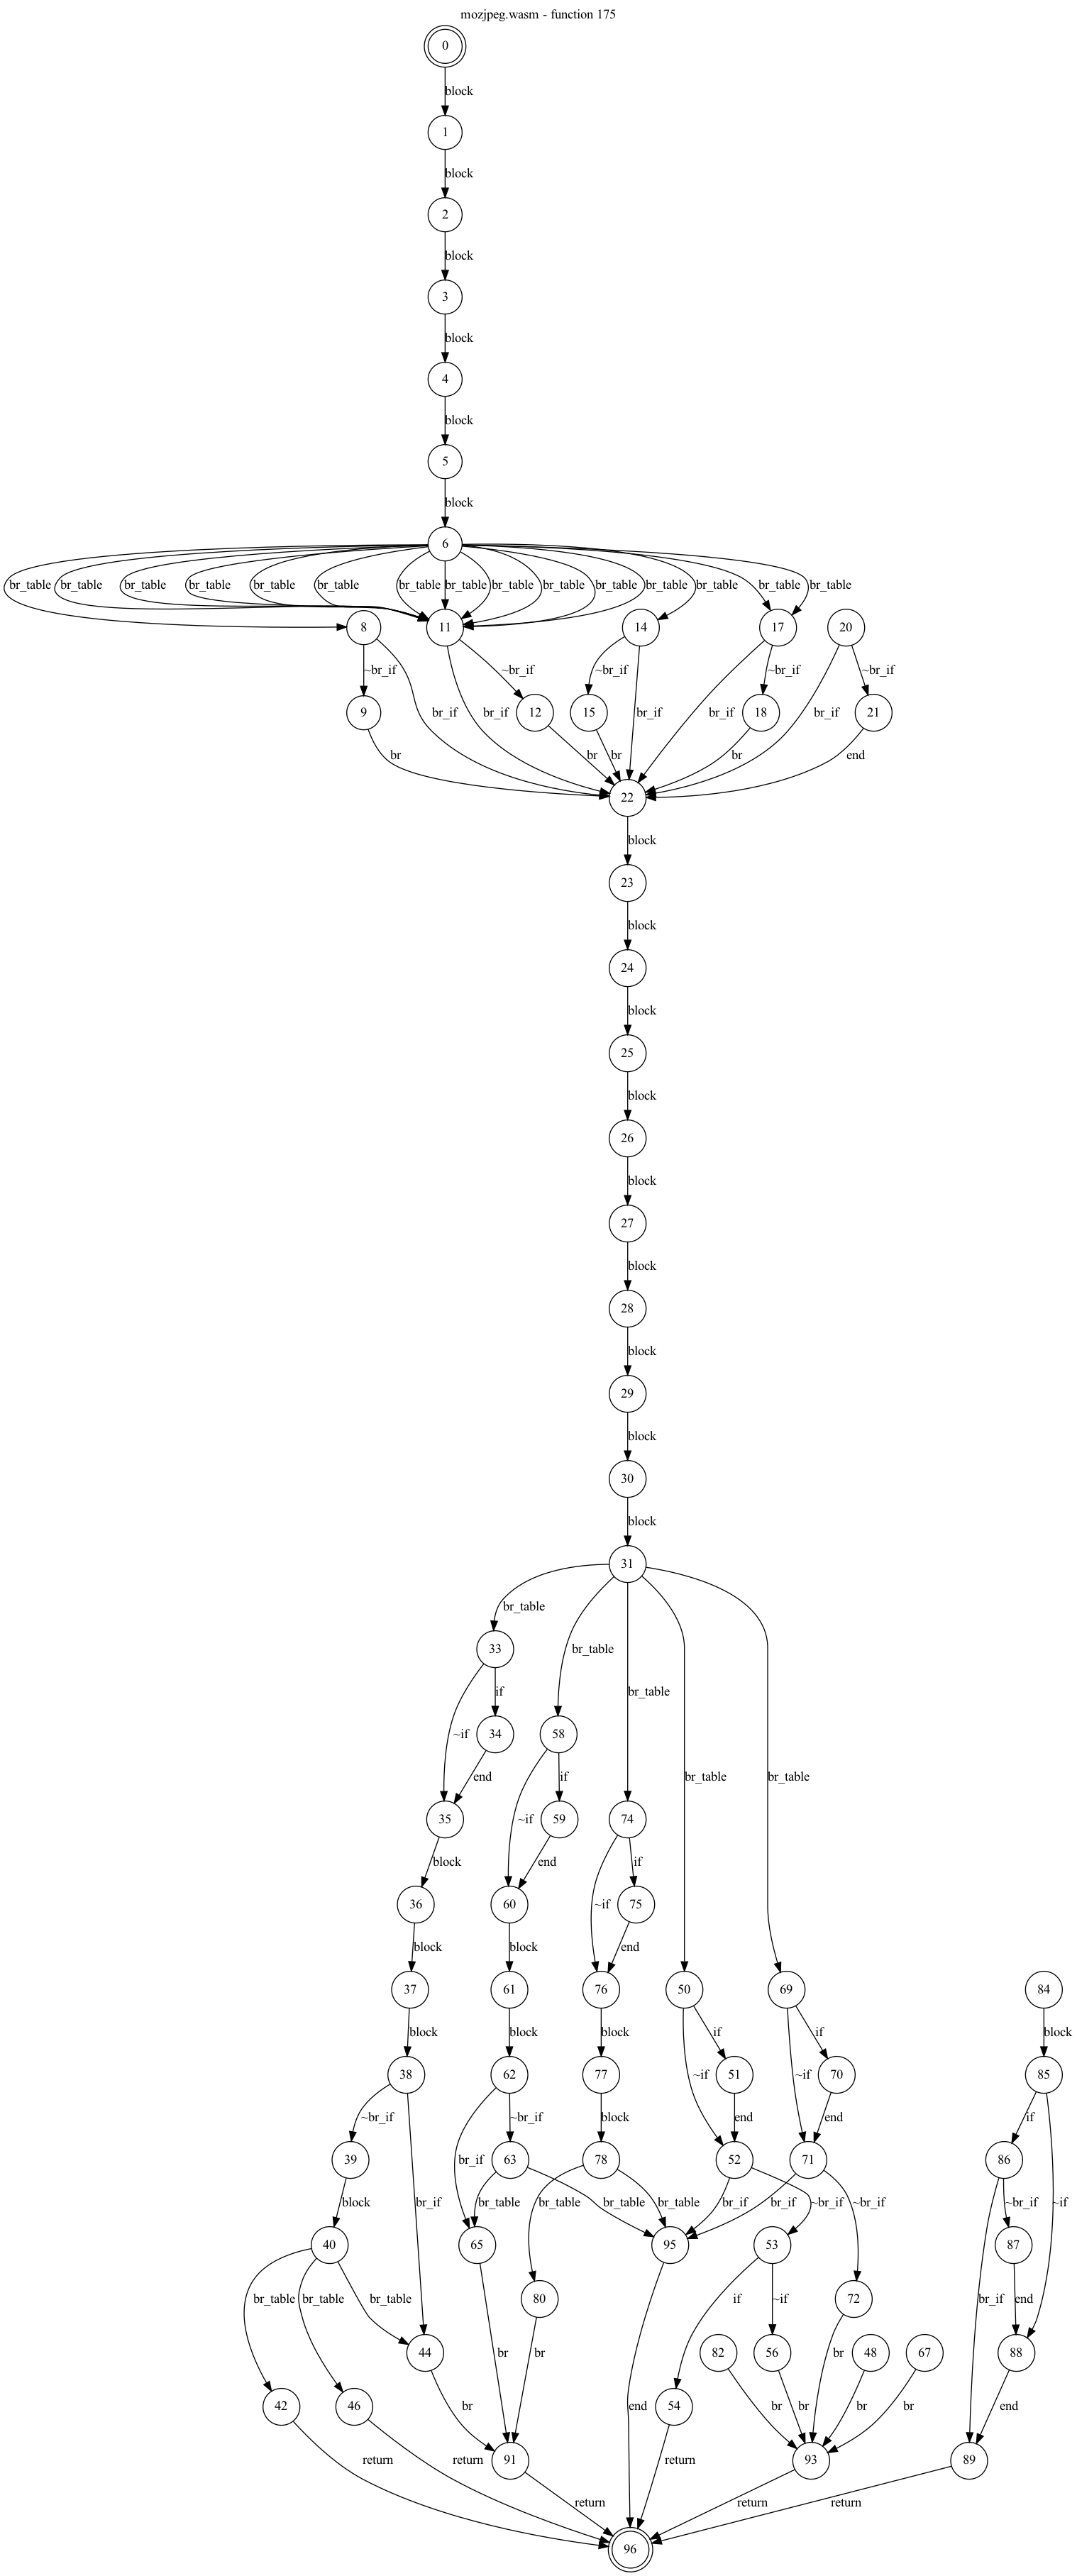 mozjpeg.wasm - function 175
0
block
1
block
2
block
3
block
4
block
5
block
6
br_table br_table br_table br_table br_table br_table br_table br_table br_table br_table br_table br_table br_table br_table br_table
8 11 14 17 20
~br_if ~br_if ~br_if ~br_if ~br_if
9 12 15 18 21
br_if br_if br_if br_if br_if
br br br br end
22
block
23
block
24
block
25
block
26
block
27
block
28
block
29
block
30
block
31
br_table
33
br_table
if
br_table
~if 34 58
end if br_table br_table
35 ~if 59 74
block end if
36 60 ~if 75
block block end
37 61 76 50 69 84
block block block if if block
38 62 77 ~if 51 ~if 70 85
~br_if ~br_if block end end if
39 br_if 63 78 52 71 86 ~if
block br_if br_table br_table br_table br_table br_if br_if ~br_if ~br_if ~br_if
40 65 95 53 87
br_table br_table br_table 80 if ~if 72 br_if end
44 br br end 82 56 br 48 67 88
42 46 br 54 br br br br end
return return 91 return 93 89
return return return
96